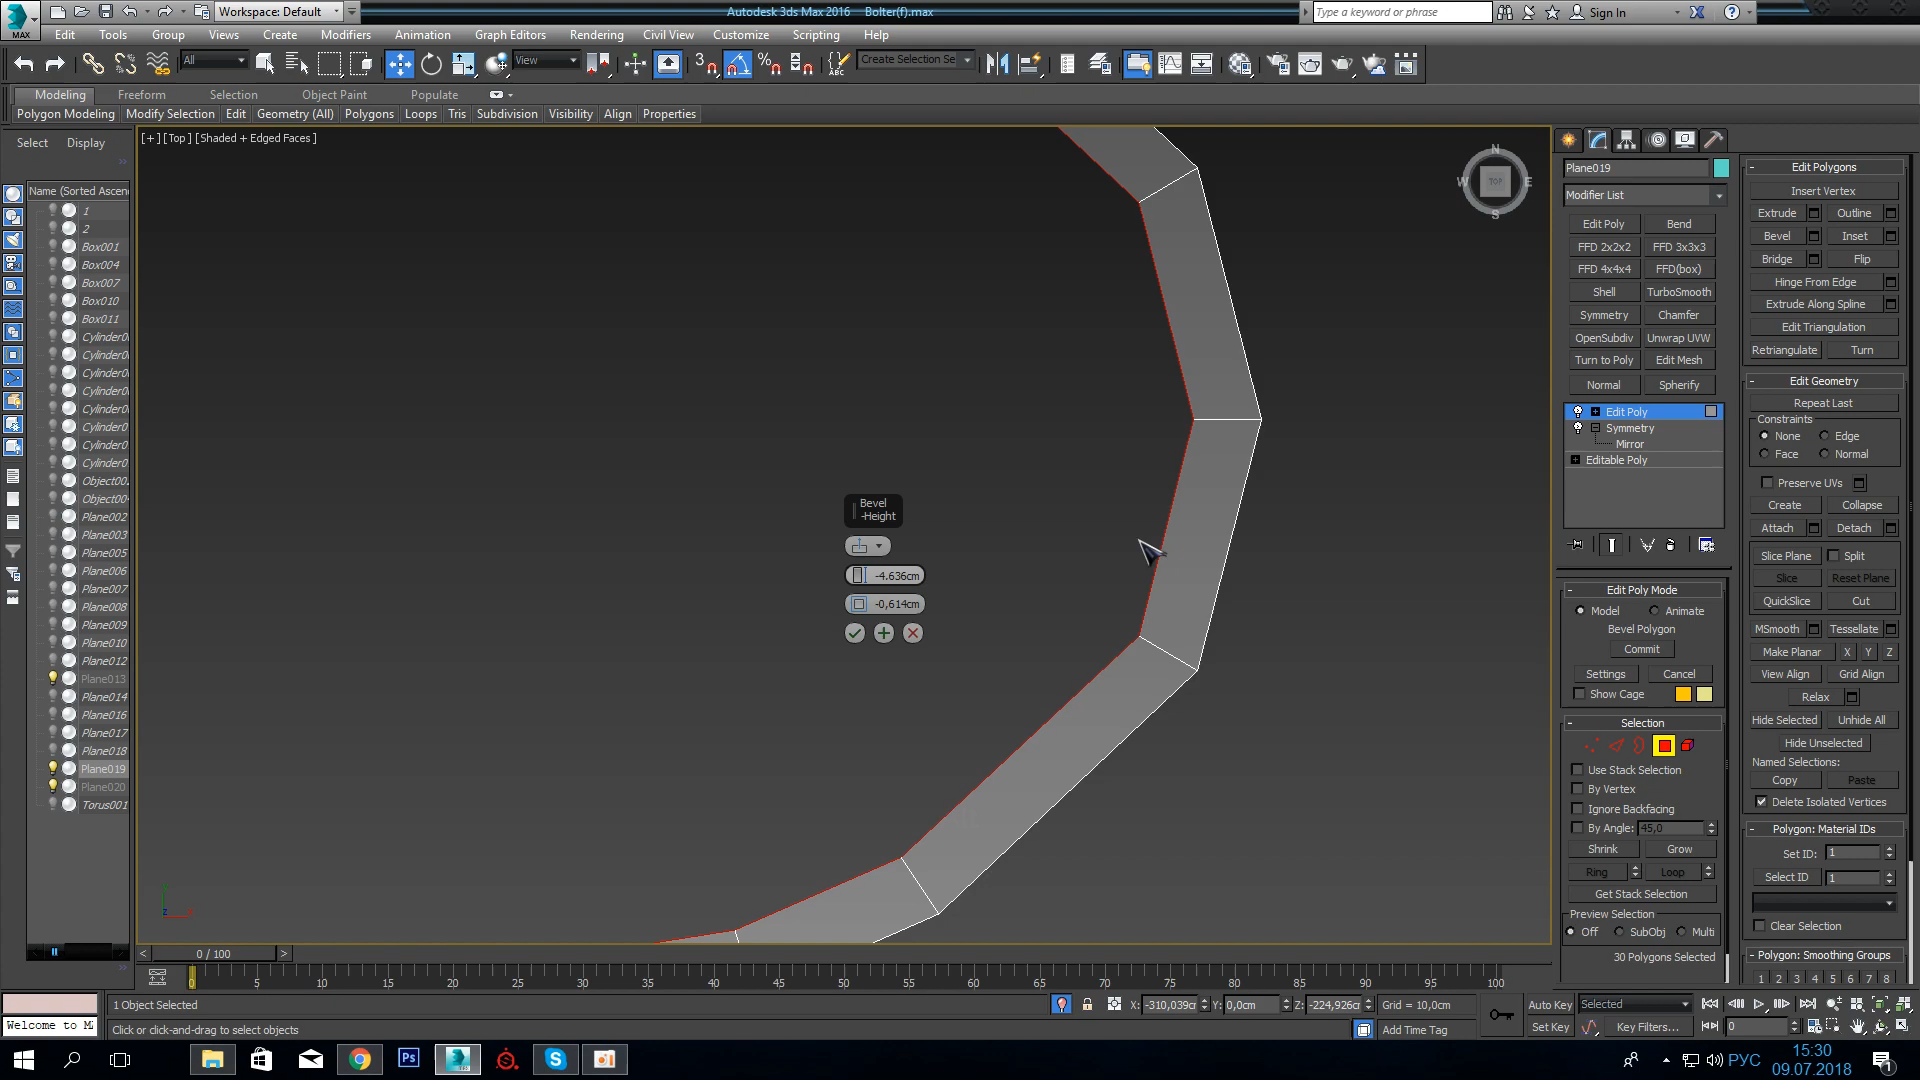 MAX
Workspace: Default
Autodesk 3ds Max 2016    Bolter(f).max
Type a keyword or phrase
Sign In
Edit Tools Group Views Create Modifiers Animation Graph Editors Rendering Civil View Customize Scripting Help
All
View
3
ABC
Create Selection Se
Modeling Freeform Selection Object Paint Populate
Polygon Modeling Modify Selection Edit Geometry (All) Polygons Loops Tris Subdivision Visibility Align Properties
Select Display
Name (Sorted Ascen
1
2
Box001
Box004
Box007
Box010
Box011
Cylinder0
Cylinder0
Cylinder0
Cylinder0
Cylinder0
Cylinder0
Cylinder0
Cylinder0
Object00
Object00
Plane002
Plane003
Plane005
Plane006
Plane007
Plane008
Plane009
Plane010
Plane012
Plane013
Plane014
Plane016
Plane017
Plane018
Plane019
Plane020
Torus001
[+][Top][Shaded + Edged Faces]
N
W TOP E
S
Bevel
-Height
-4.636cm
-0,614cm
Plane019
Modifier List
Edit Poly Bend
FFD 2x2x2 FFD 3x3x3
FFD 4x4x4 FFD(box)
Shell TurboSmooth
Symmetry Chamfer
OpenSubdiv Unwrap UVW
Turn to Poly Edit Mesh
Normal Spherify
Edit Poly
Symmetry
Mirror
Editable Poly
Edit Poly Mode
Model Animate
Bevel Polygon
Commit
Settings Cancel
Show Cage
Selection
Use Stack Selection
By Vertex
Ignore Backfacing
By Angle: 45,0
Shrink Grow
Ring Loop
Get Stack Selection
Preview Selection
Off SubObj Multi
30 Polygons Selected
Edit Polygons
Insert Vertex
Extrude Outline
Bevel Inset
Bridge Flip
Hinge From Edge
Extrude Along Spline
Edit Triangulation
Retriangulate Turn
Edit Geometry
Repeat Last
Constraints
None Edge
Face Normal
Preserve UVs
Create Collapse
Attach Detach
Slice Plane Split
Slice Reset Plane
QuickSlice Cut
MSmooth Tessellate
Make Planar X Y Z
View Align Grid Align
Relax
Hide Selected Unhide All
Hide Unselected
Named Selections:
Copy Paste
Delete Isolated Vertices
Polygon: Material IDs
Set ID: 1
Select ID 1
Clear Selection
Polygon: Smoothing Groups
1 2 3 4 5 6 7 8
0 / 100
0 5 10 15 20 25 30 35 40 45 50 55 60 65 70 75 80 85 90 95 100
1 Object Selected
X: -310,039cm Y: 0,0cm Z: -224,926cm Grid = 10,0cm
Auto Key Selected
Welcome to M
Click or click-and-drag to select objects
Add Time Tag
Set Key Key Filters... 0
Ps
РУС
15:30
09.07.2018
1